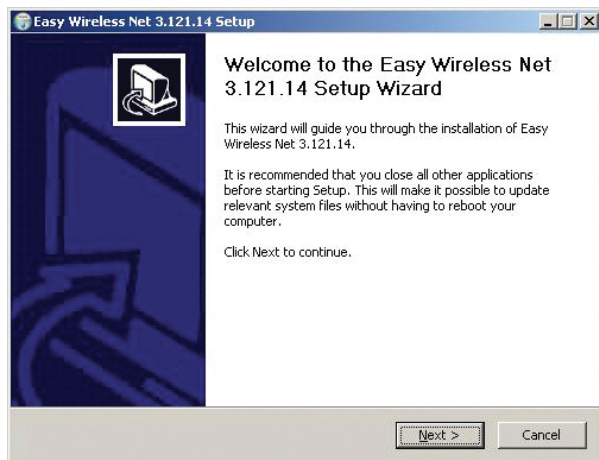 Easy Wireless Net 3.121.14 Setup
Welcome to the Easy Wireless Net
3.121.14 Setup Wizard
This wizard will guide you through the installation of Easy
Wireless Net 3.121.14.
It is recommended that you close all other applications
before starting Setup. This will make it possible to update
relevant system files without having to reboot your
computer.
Click Next to continue.
Next >
Cancel